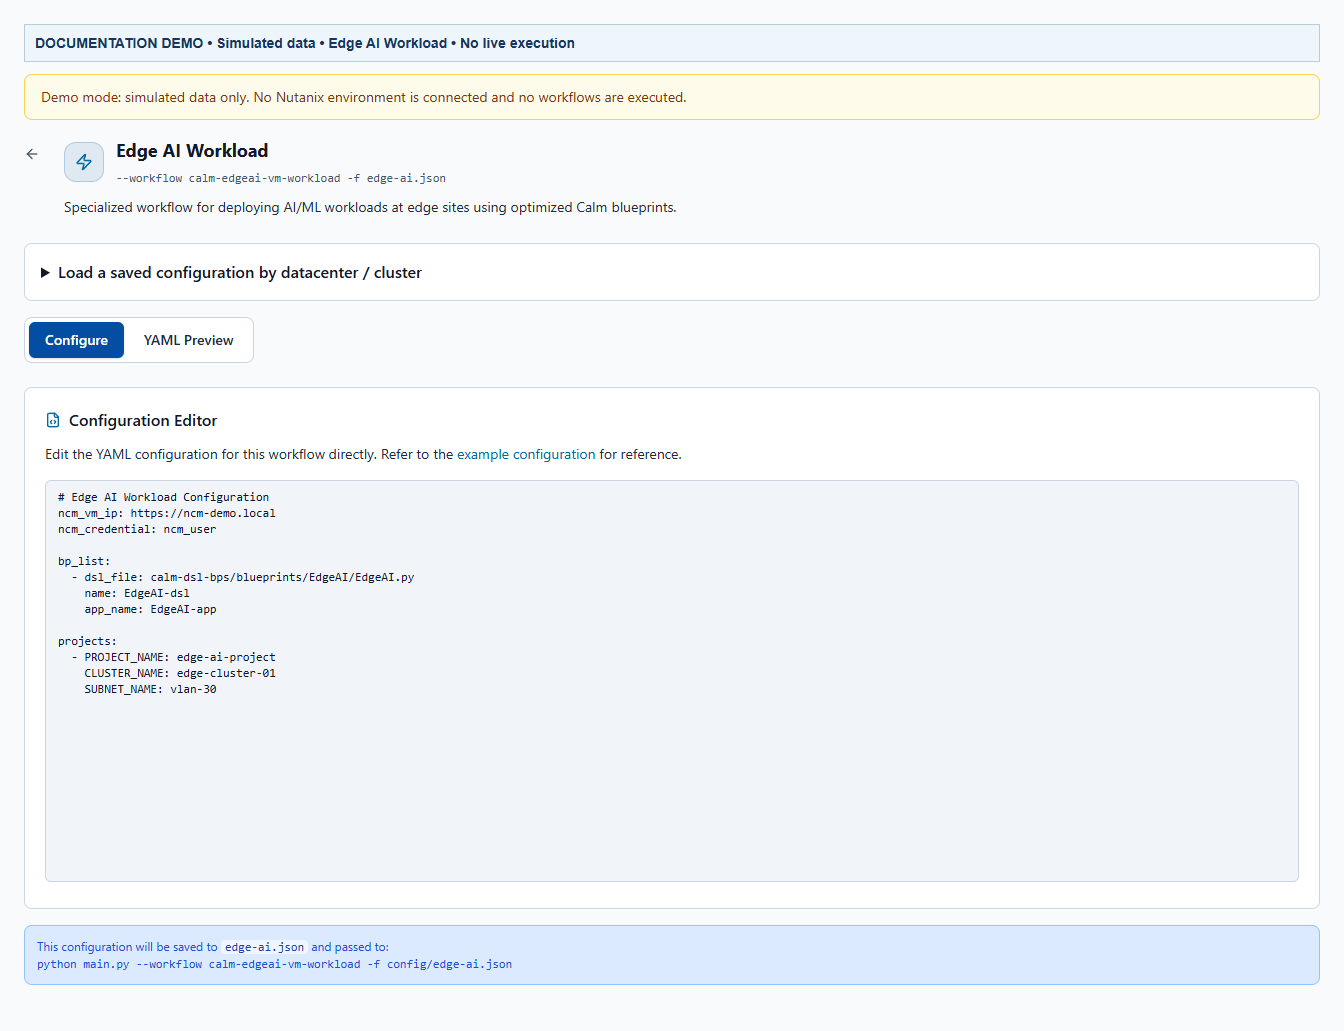 DOCUMENTATION DEMO • Simulated data • Edge AI Workload • No live execution
Demo mode: simulated data only. No Nutanix environment is connected and no workflows are executed.
Edge AI Workload
--workflow calm-edgeai-vm-workload -f edge-ai.json
Specialized workflow for deploying AI/ML workloads at edge sites using optimized Calm blueprints.
Load a saved configuration by datacenter / cluster
Configure YAML Preview
Configuration Editor
Edit the YAML configuration for this workflow directly. Refer to the example configuration for reference.
# Edge AI Workload Configuration
ncm_vm_ip: https://ncm-demo.local
ncm_credential: ncm_user
bp_list:
  - dsl_file: calm-dsl-bps/blueprints/EdgeAI/EdgeAI.py
    name: EdgeAI-dsl
    app_name: EdgeAI-app
projects:
  - PROJECT_NAME: edge-ai-project
    CLUSTER_NAME: edge-cluster-01
    SUBNET_NAME: vlan-30
This configuration will be saved to edge-ai.json and passed to:
python main.py --workflow calm-edgeai-vm-workload -f config/edge-ai.json